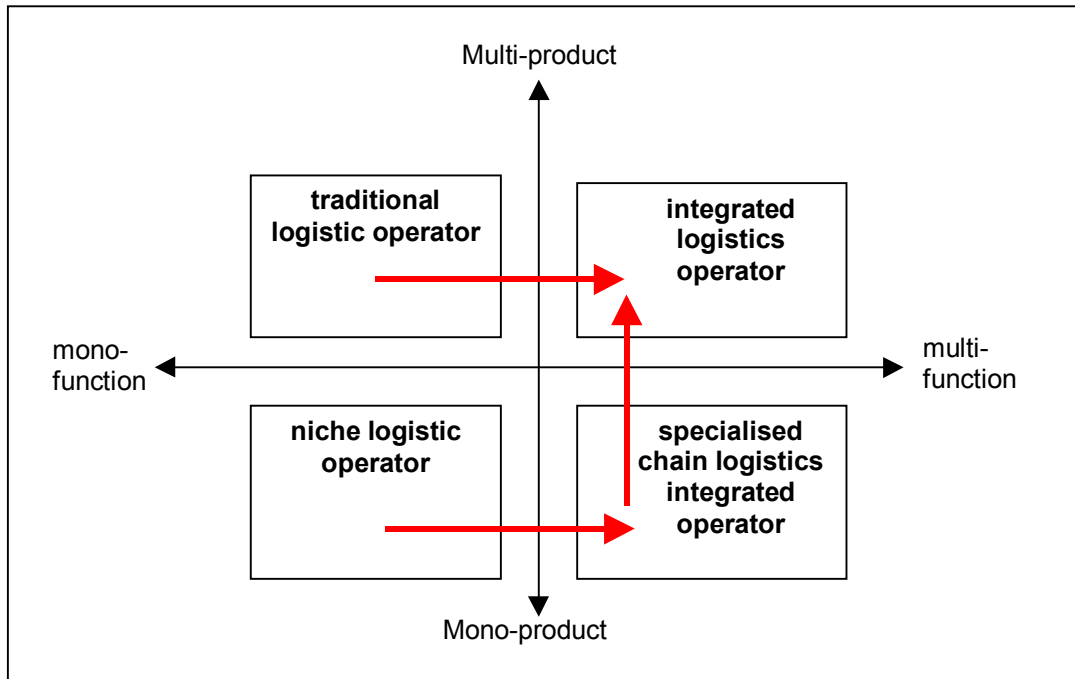 Multi-product
traditional
logistic operator
integrated
logistics
operator
mono-
function
multi-
function
niche logistic
operator
specialised
chain logistics
integrated
operator
Mono-product